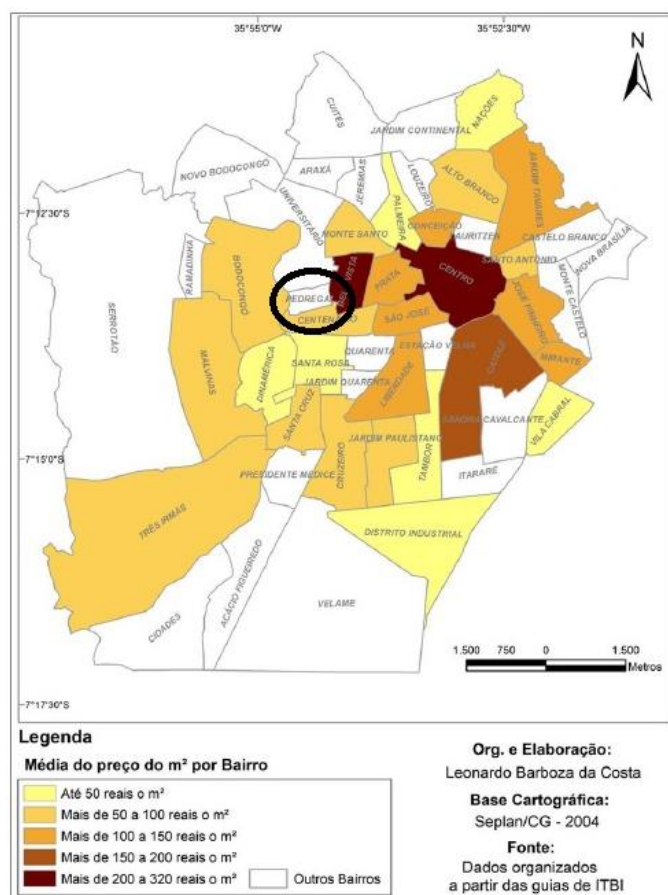 35°55'0"W
35°52'30"W
N
NAÇÕES
CUITÉS
JARDIM CONTINENTAL
NOVO BODOCONGO
ARAXÁ
JEREMIAS
LOUZEIRO
ALTO BRANCO
JARDIM TAVARES
UNIVERSITÁRIO
PALMEIRA
7°12'30"S
CONCEIÇÃO
MONTE SANTO
AURITZEN
CASTELO BRANCO
NOVA BRASÍLIA
RAMADINHA
BODOCONGÓ
BELA VISTA
PRATA
CENTRO
SANTO ANTONIO
MONTE CASTELO
SERROTÃO
PEDREGAL
CENTENÁRIO
SÃO JOSÉ
JOSÉ PINHEIRO
MALVINAS
DINAMÉRICA
SANTA ROSA
QUARENTA
ESTAÇÃO VELHA
CATOLÉ
MIRANTE
JARDIM QUARENTA
LIBERDADE
SANTA CRUZ
SANDRA CAVALCANTE
VILA CABRAL
JARDIM PAULISTANO
7°15'0"S
PRESIDENTE MÉDICE
CRUZEIRO
TAMBOR
ITARARÉ
TRÊS IRMÃS
DISTRITO INDUSTRIAL
CIDADES
ACÁCIO FIGUEIREDO
VELAME
1.500 750 0 1.500
Metros
7°17'30"S
Legenda
Média do preço do m² por Bairro
Até 50 reais o m²
Mais de 50 a 100 reais o m²
Mais de 100 a 150 reais o m²
Mais de 150 a 200 reais o m²
Mais de 200 a 320 reais o m²
Outros Bairros
Org. e Elaboração:
Leonardo Barboza da Costa
Base Cartográfica:
Seplan/CG - 2004
Fonte:
Dados organizados
a partir das guias de ITBI